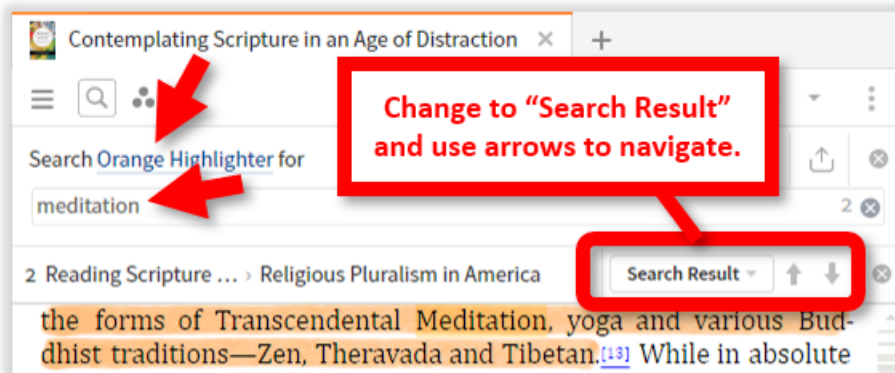 Contemplating Scripture in an Age of Distraction
Change to “Search Result”
and use arrows to navigate.
Search Orange Highlighter for
meditation 2
2 Reading Scripture … › Religious Pluralism in America Search Result
the forms of Transcendental Meditation, yoga and various Bud-
dhist traditions—Zen, Theravada and Tibetan.[13] While in absolute